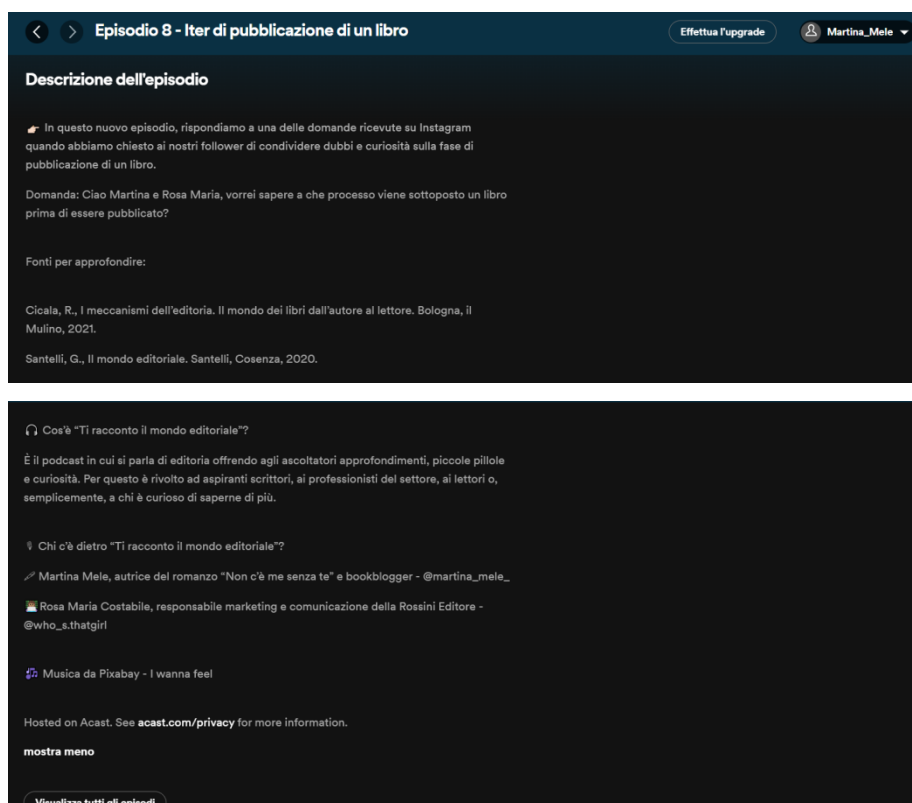 Episodio 8 - Iter di pubblicazione di un libro
Effettua l'upgrade
Martina_Mele
Descrizione dell'episodio
👉🏻 In questo nuovo episodio, rispondiamo a una delle domande ricevute su Instagram
quando abbiamo chiesto ai nostri follower di condividere dubbi e curiosità sulla fase di
pubblicazione di un libro.
Domanda: Ciao Martina e Rosa Maria, vorrei sapere a che processo viene sottoposto un libro
prima di essere pubblicato?
Fonti per approfondire:
Cicala, R., I meccanismi dell'editoria. Il mondo dei libri dall'autore al lettore. Bologna, il
Mulino, 2021.
Santelli, G., Il mondo editoriale. Santelli, Cosenza, 2020.
🎧 Cos'è “Ti racconto il mondo editoriale”?
È il podcast in cui si parla di editoria offrendo agli ascoltatori approfondimenti, piccole pillole
e curiosità. Per questo è rivolto ad aspiranti scrittori, ai professionisti del settore, ai lettori o,
semplicemente, a chi è curioso di saperne di più.
🎙 Chi c'è dietro “Ti racconto il mondo editoriale”?
🖋 Martina Mele, autrice del romanzo “Non c'è me senza te” e bookblogger - @martina_mele_
Rosa Maria Costabile, responsabile marketing e comunicazione della Rossini Editore -
@who_s.thatgirl
🎶 Musica da Pixabay - I wanna feel
Hosted on Acast. See acast.com/privacy for more information.
mostra meno
Visualizza tutti gli episodi